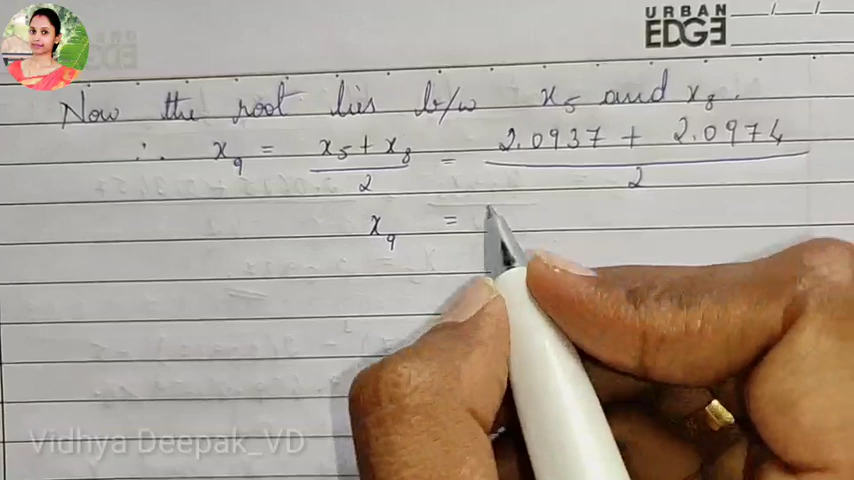 URBAN
EDGE
Now the root lies b/w x₅ and x₈.
∴ x₉ = x₅ + x₈ / 2 = 2.0937 + 2.0974 / 2
x₉ =
Vidhya Deepak_VD